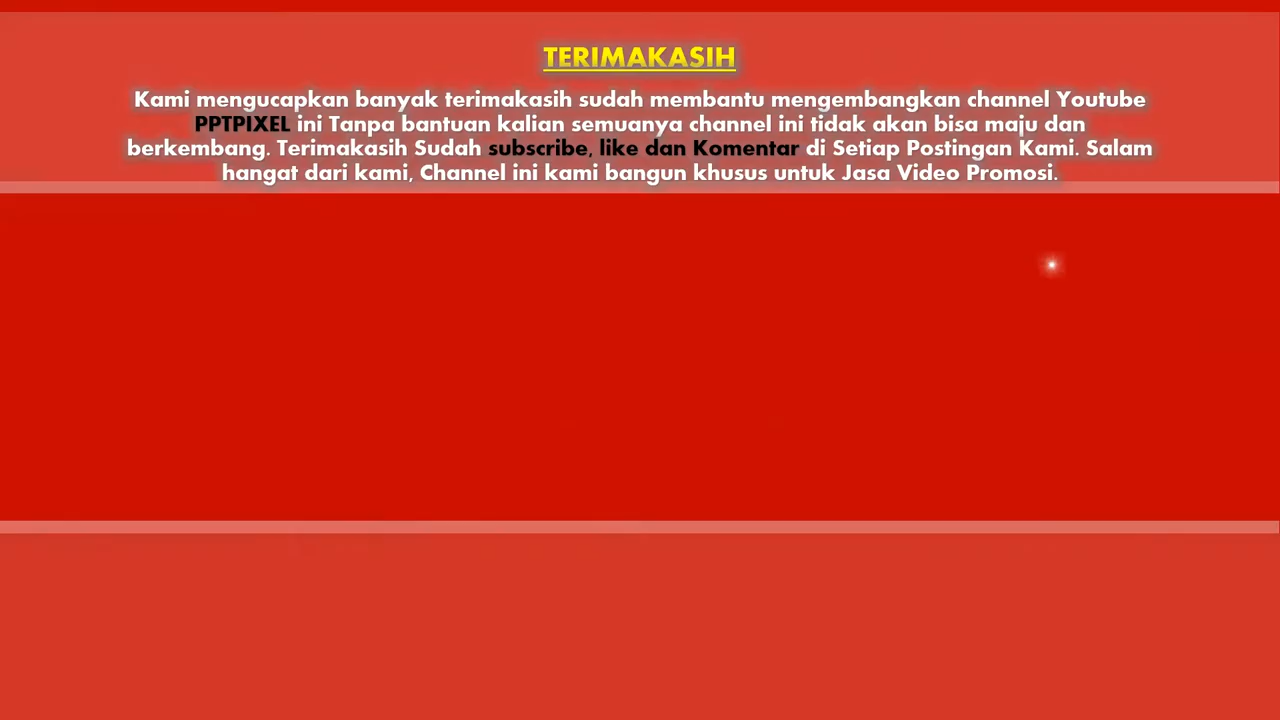 TERIMAKASIH
Kami mengucapkan banyak terimakasih sudah membantu mengembangkan channel Youtube
PPTPIXEL ini Tanpa bantuan kalian semuanya channel ini tidak akan bisa maju dan
berkembang. Terimakasih Sudah subscribe, like dan Komentar di Setiap Postingan Kami. Salam
hangat dari kami, Channel ini kami bangun khusus untuk Jasa Video Promosi.